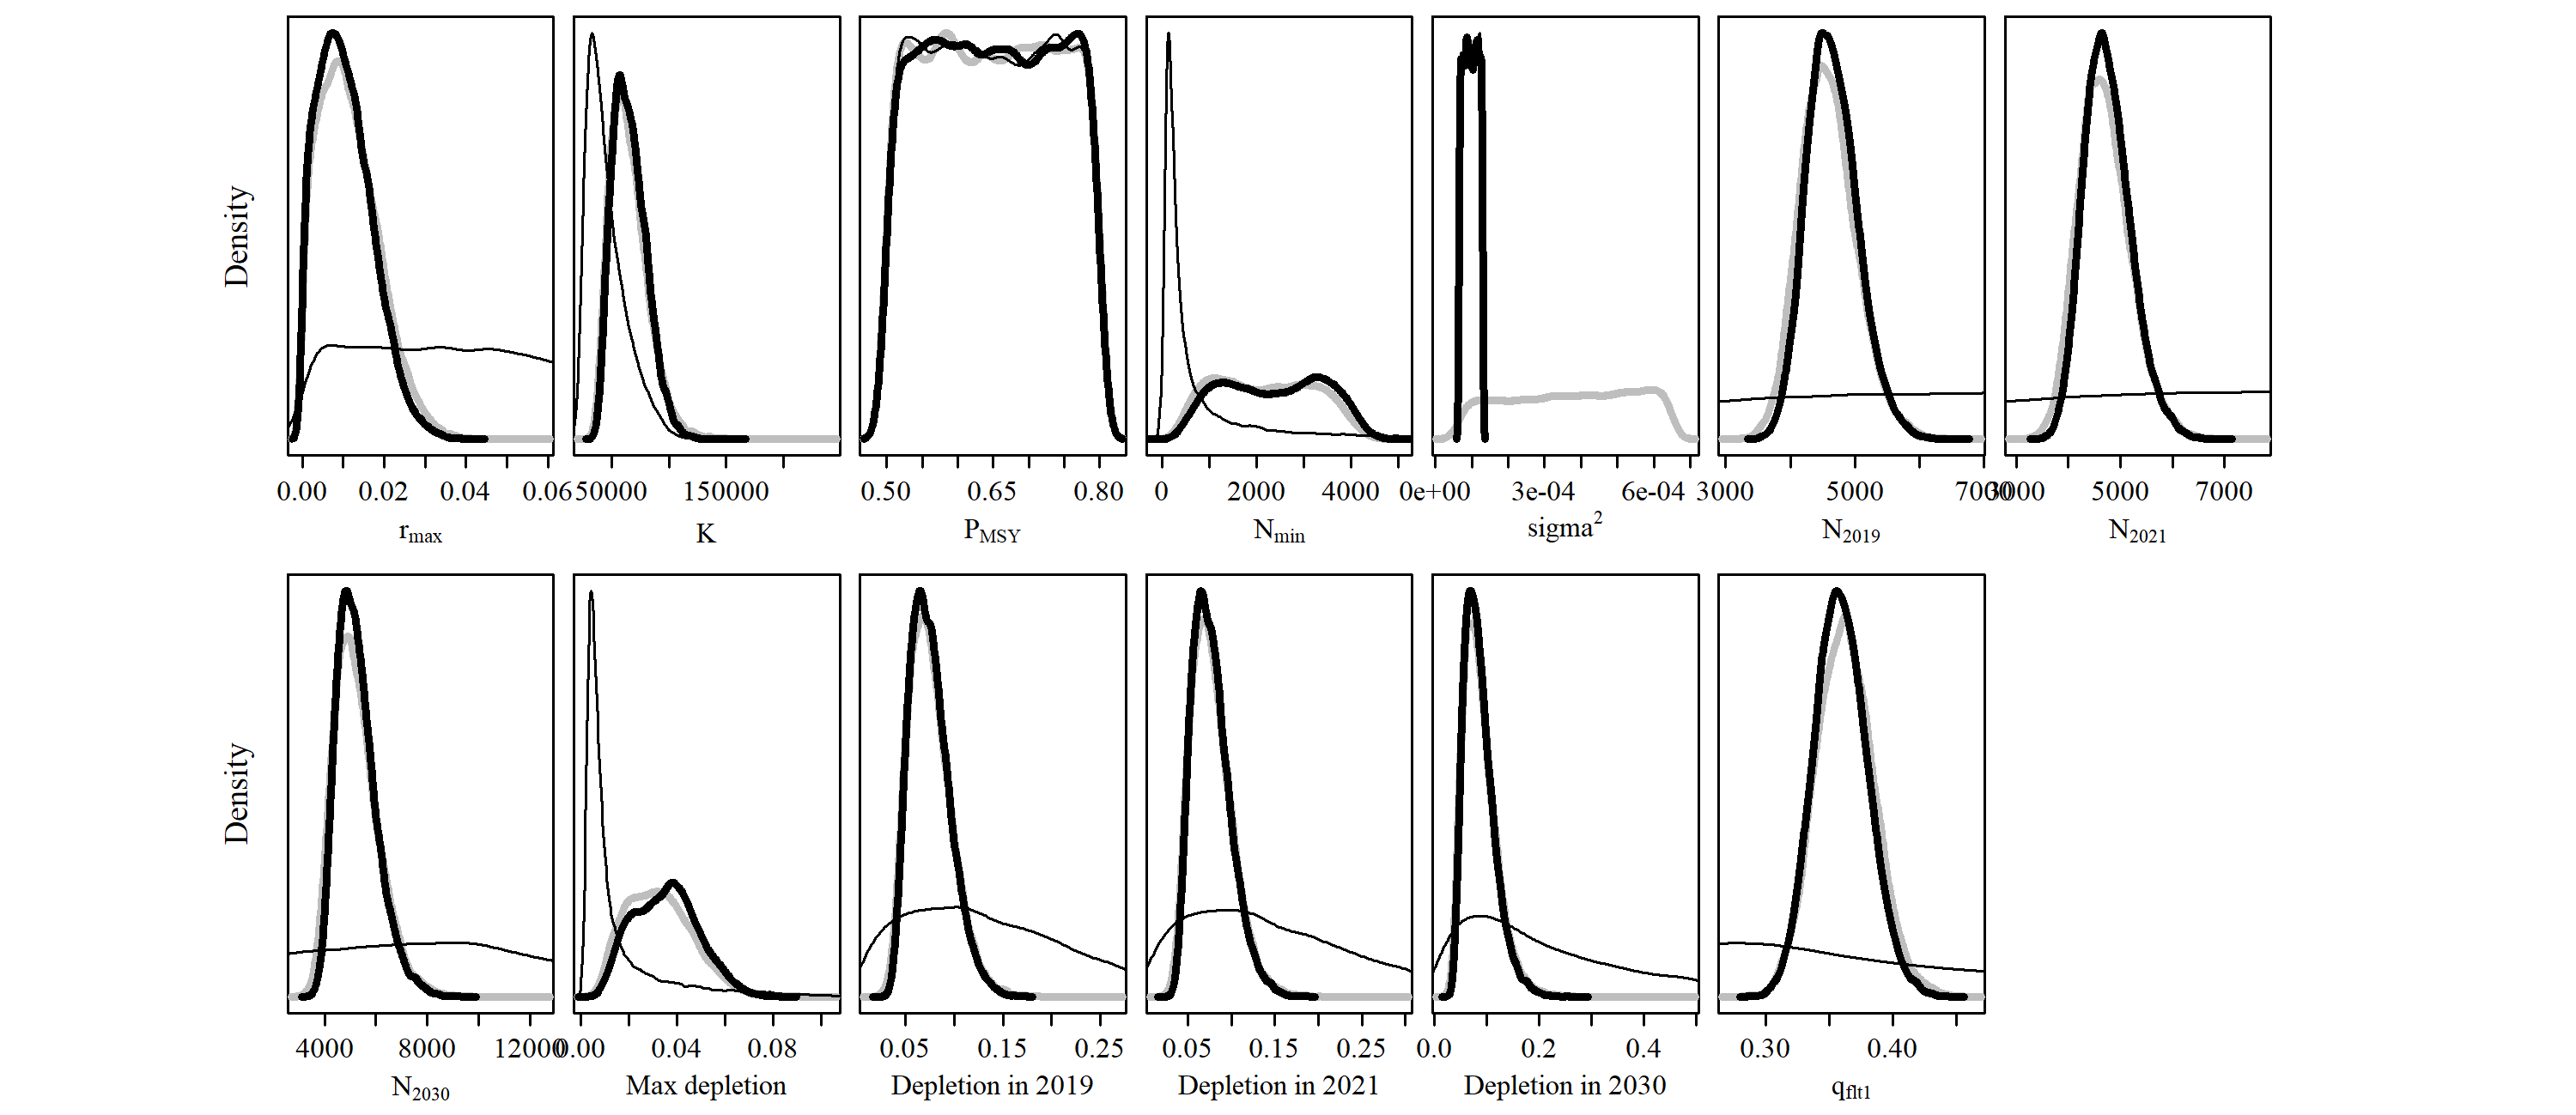 Density
0.00 0.02 0.04 0.06 50000 150000 0.50 0.65 0.80 0 2000 4000 0e+00 3e-04 6e-04 3000 5000 7000 3000 5000 7000
rmax K PMSY Nmin sigma2 N2019 N2021
Density
4000 8000 12000 0.00 0.04 0.08 0.05 0.15 0.25 0.05 0.15 0.25 0.0 0.2 0.4 0.30 0.40
N2030 Max depletion Depletion in 2019 Depletion in 2021 Depletion in 2030 qflt1